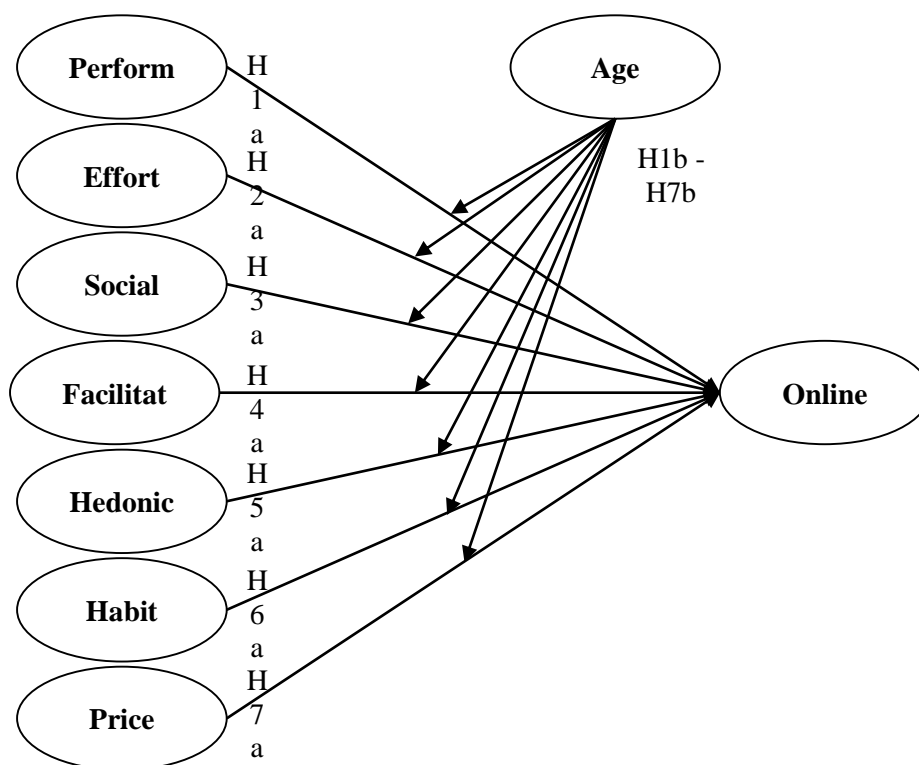 Perform
H
1
a
Age
Effort
H
2
a
H1b -
H7b
Social
H
3
a
Facilitat
H
4
a
Online
Hedonic
H
5
a
Habit
H
6
a
Price
H
7
a